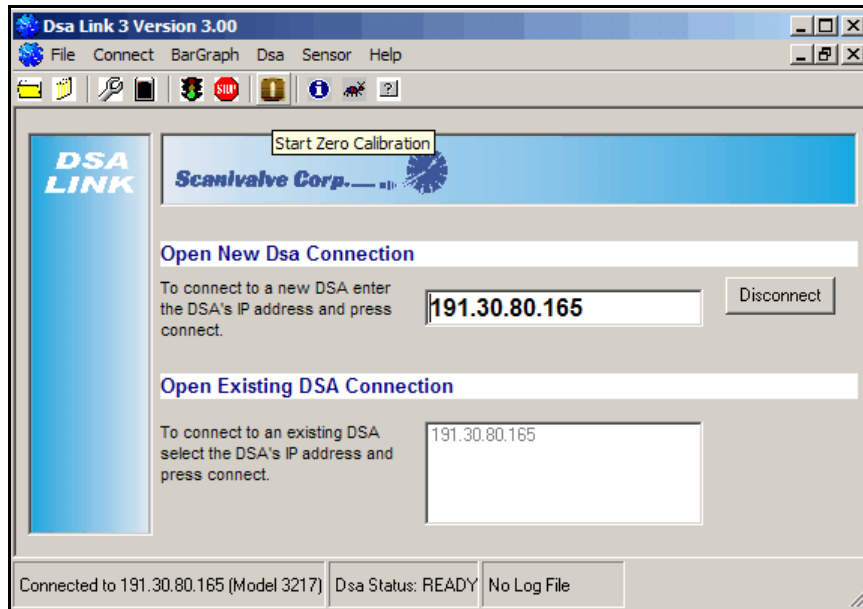 Dsa Link 3 Version 3.00
File Connect BarGraph Dsa Sensor Help
STOP
Start Zero Calibration
DSA
LINK
Scanivalve Corp.
Open New Dsa Connection
To connect to a new DSA enter
the DSA's IP address and press
connect.
191.30.80.165
Disconnect
Open Existing DSA Connection
To connect to an existing DSA
select the DSA's IP address and
press connect.
191.30.80.165
Connected to 191.30.80.165 (Model 3217) Dsa Status: READY No Log File